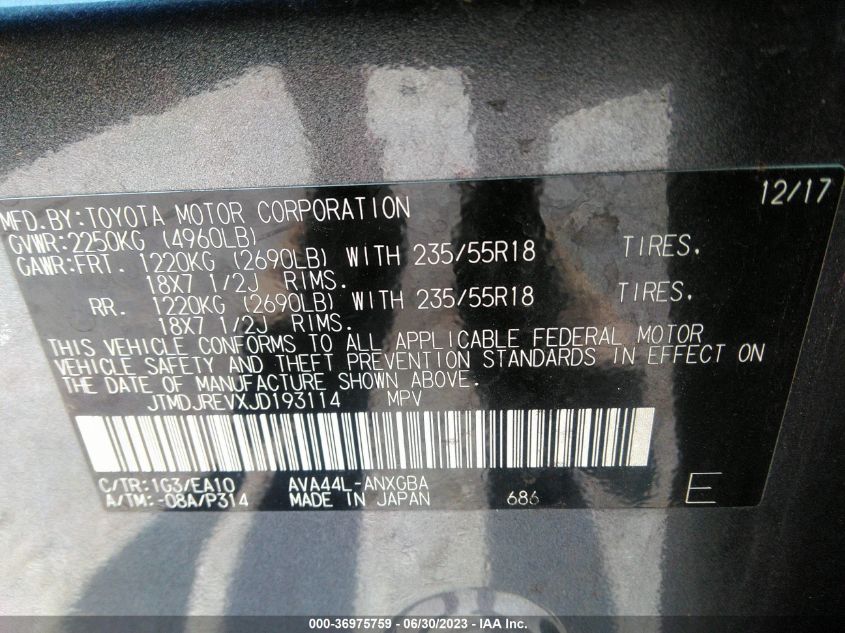 12/17
MFD. BY:TOYOTA MOTOR CORPORATION
GVWR:2250KG (4960LB)
GAWR:FRT. 1220KG (2690LB) WITH 235/55R18 TIRES.
18X7 1/2J RIMS.
RR. 1220KG (2690LB) WITH 235/55R18 TIRES.
18X7 1/2J RIMS.
THIS VEHICLE CONFORMS TO ALL APPLICABLE FEDERAL MOTOR
VEHICLE SAFETY AND THEFT PREVENTION STANDARDS IN EFFECT ON
THE DATE OF MANUFACTURE SHOWN ABOVE.
JTMDJREVXJD193114 MPV
C/TR:1G3/EA10 AVA44L-ANXGBA
A/TM:-08A/P314 MADE IN JAPAN 686 E
000-36975759 - 06/30/2023 - IAA Inc.